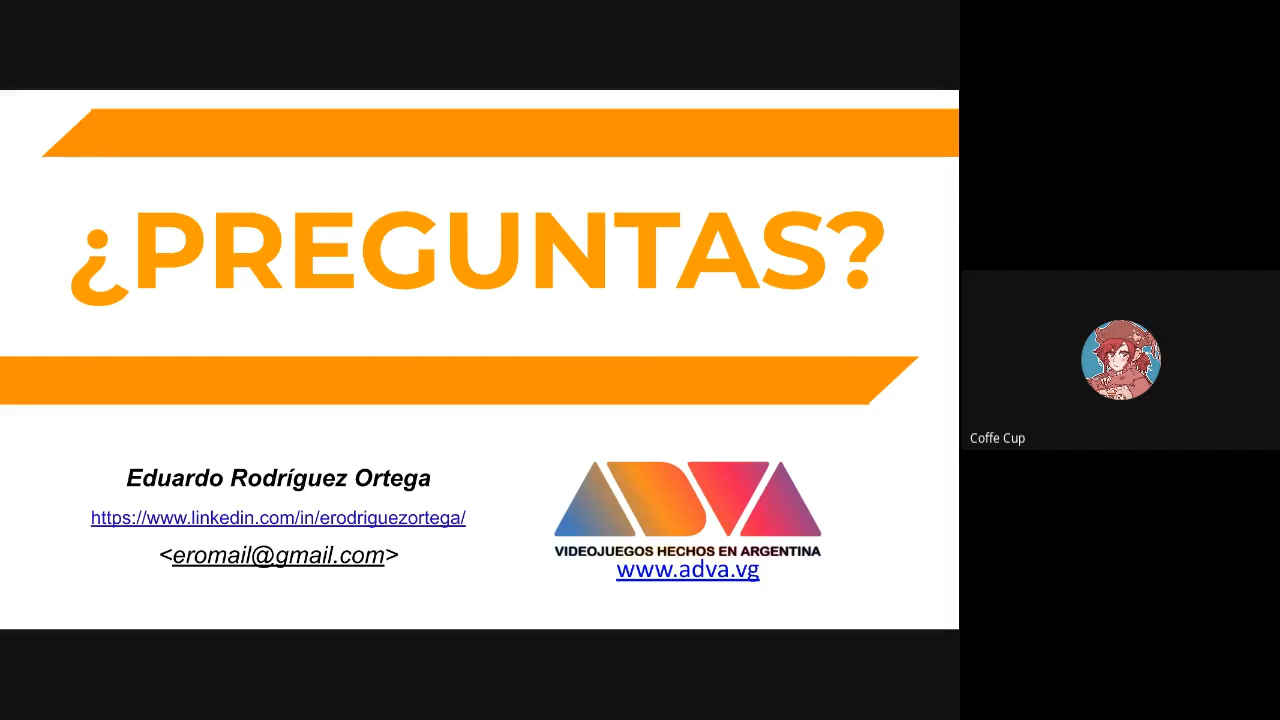 ¿PREGUNTAS?
Eduardo Rodríguez Ortega
https://www.linkedin.com/in/erodriguezortega/
<eromail@gmail.com>
ADVA
VIDEOJUEGOS HECHOS EN ARGENTINA
www.adva.vg
Coffe Cup